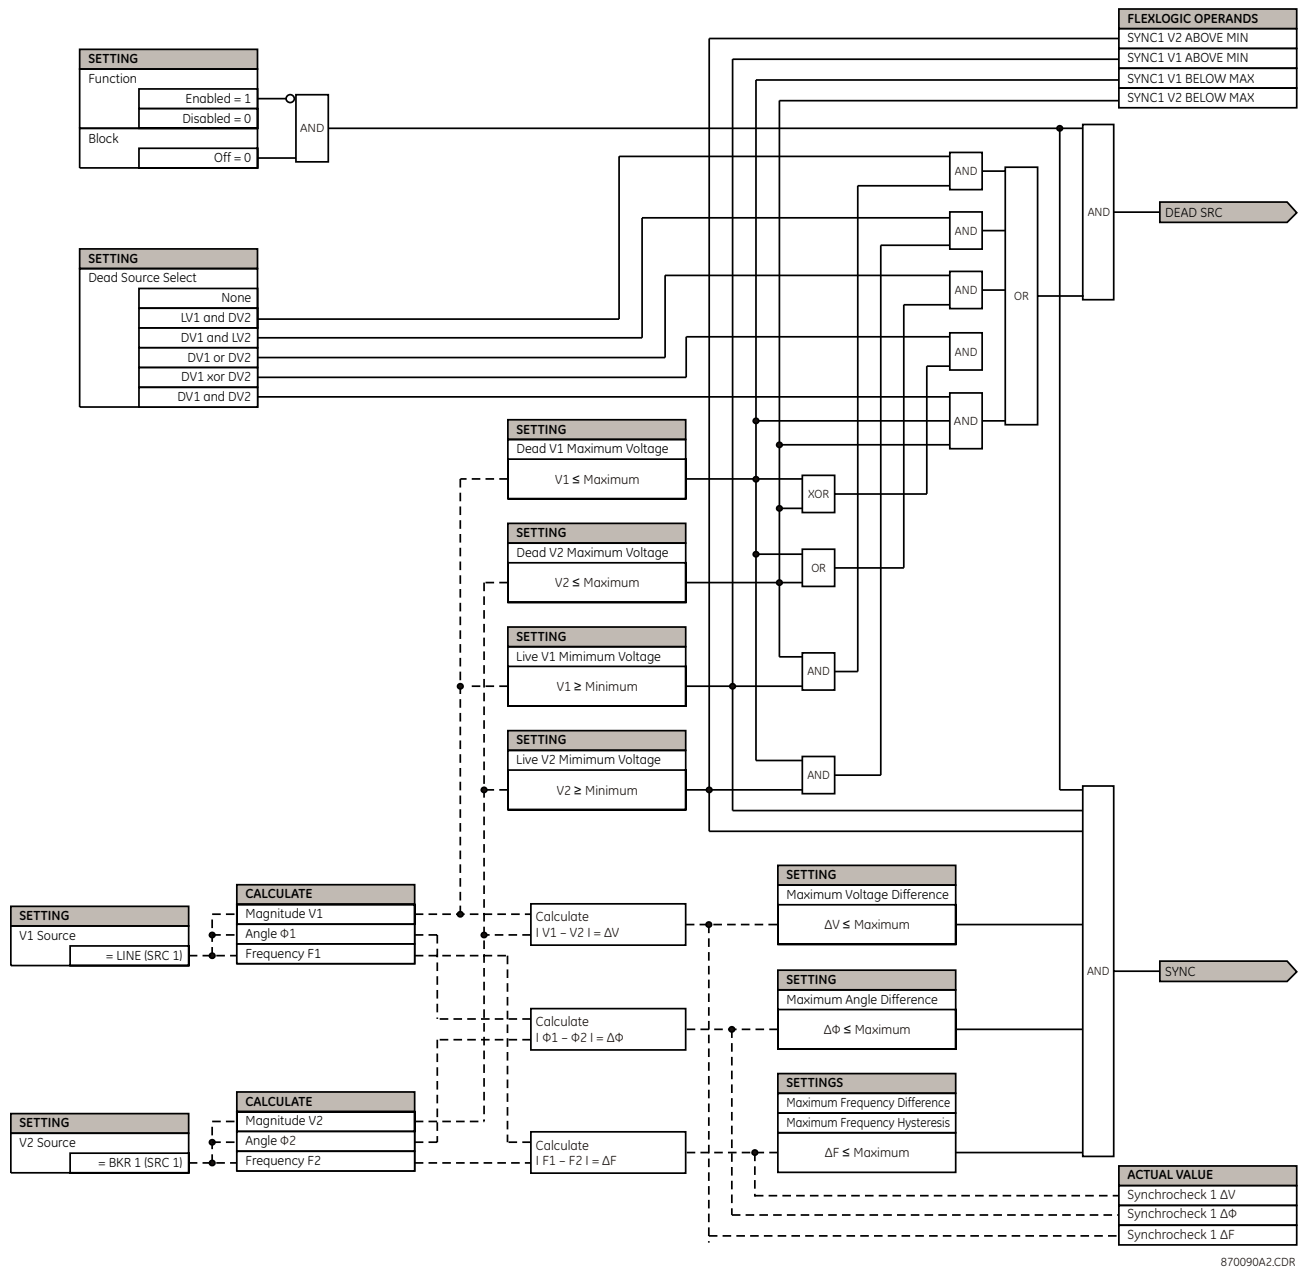 FLEXLOGIC OPERANDS
SYNC1 V2 ABOVE MIN
SYNC1 V1 ABOVE MIN
SYNC1 V1 BELOW MAX
SYNC1 V2 BELOW MAX
SETTING
Function
Enabled = 1
Disabled = 0
Block
Off = 0
AND
AND
AND
AND
AND
AND
OR
AND
DEAD SRC
SETTING
Dead Source Select
None
LV1 and DV2
DV1 and LV2
DV1 or DV2
DV1 xor DV2
DV1 and DV2
SETTING
Dead V1 Maximum Voltage
V1 ≤ Maximum
XOR
SETTING
Dead V2 Maximum Voltage
V2 ≤ Maximum
OR
SETTING
Live V1 Mimimum Voltage
V1 ≥ Minimum
AND
SETTING
Live V2 Mimimum Voltage
V2 ≥ Minimum
AND
SETTING
V1 Source
= LINE (SRC 1)
CALCULATE
Magnitude V1
Angle Φ1
Frequency F1
Calculate
I V1 – V2 I = ΔV
SETTING
Maximum Voltage Difference
ΔV ≤ Maximum
AND
SYNC
Calculate
I Φ1 – Φ2 I = ΔΦ
SETTING
Maximum Angle Difference
ΔΦ ≤ Maximum
SETTING
V2 Source
= BKR 1 (SRC 1)
CALCULATE
Magnitude V2
Angle Φ2
Frequency F2
Calculate
I F1 – F2 I = ΔF
SETTINGS
Maximum Frequency Difference
Maximum Frequency Hysteresis
ΔF ≤ Maximum
ACTUAL VALUE
Synchrocheck 1 ΔV
Synchrocheck 1 ΔΦ
Synchrocheck 1 ΔF
870090A2.CDR